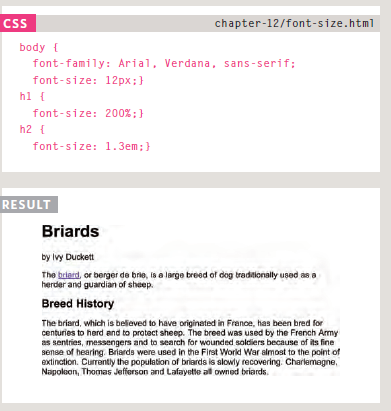 CSS chapter-12/font-size.html
body {
font-family: Arial, Verdana, sans-serif;
font-size: 12px;}
h1 {
font-size: 200%;}
h2 {
font-size: 1.3em;}
RESULT
Briards
by Ivy Duckett
The briard, or berger de brie, is a large breed of dog traditionally used as a
herder and guardian of sheep.
Breed History
The briard, which is believed to have originated in France, has been bred for
centuries to herd and to protect sheep. The breed was used by the French Army
as sentries, messengers and to search for wounded soldiers because of its fine
sense of hearing. Briards were used in the First World War almost to the point of
extinction. Currently the population of briards is slowly recovering. Charlemagne,
Napoleon, Thomas Jefferson and Lafayette all owned briards.